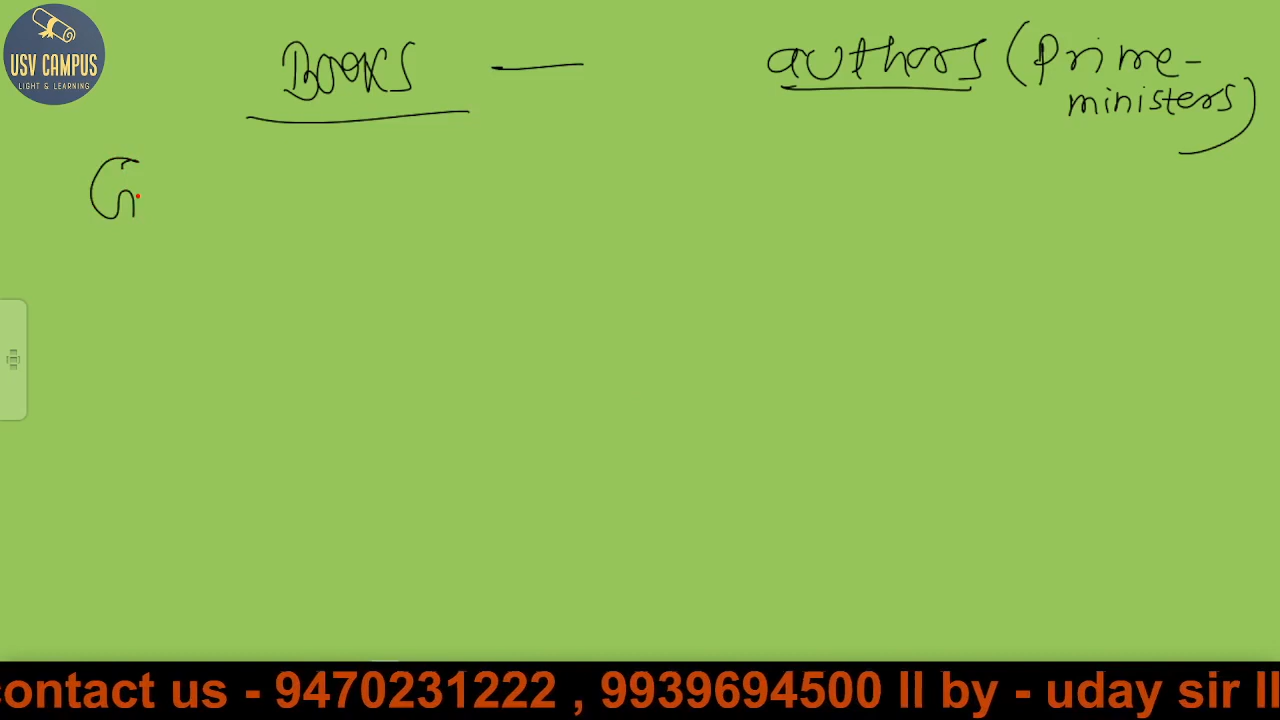 USV CAMPUS
LIGHT & LEARNING
Books — authors (Prime-
ministers)
G
contact us - 9470231222 , 9939694500 ll by - uday sir ll